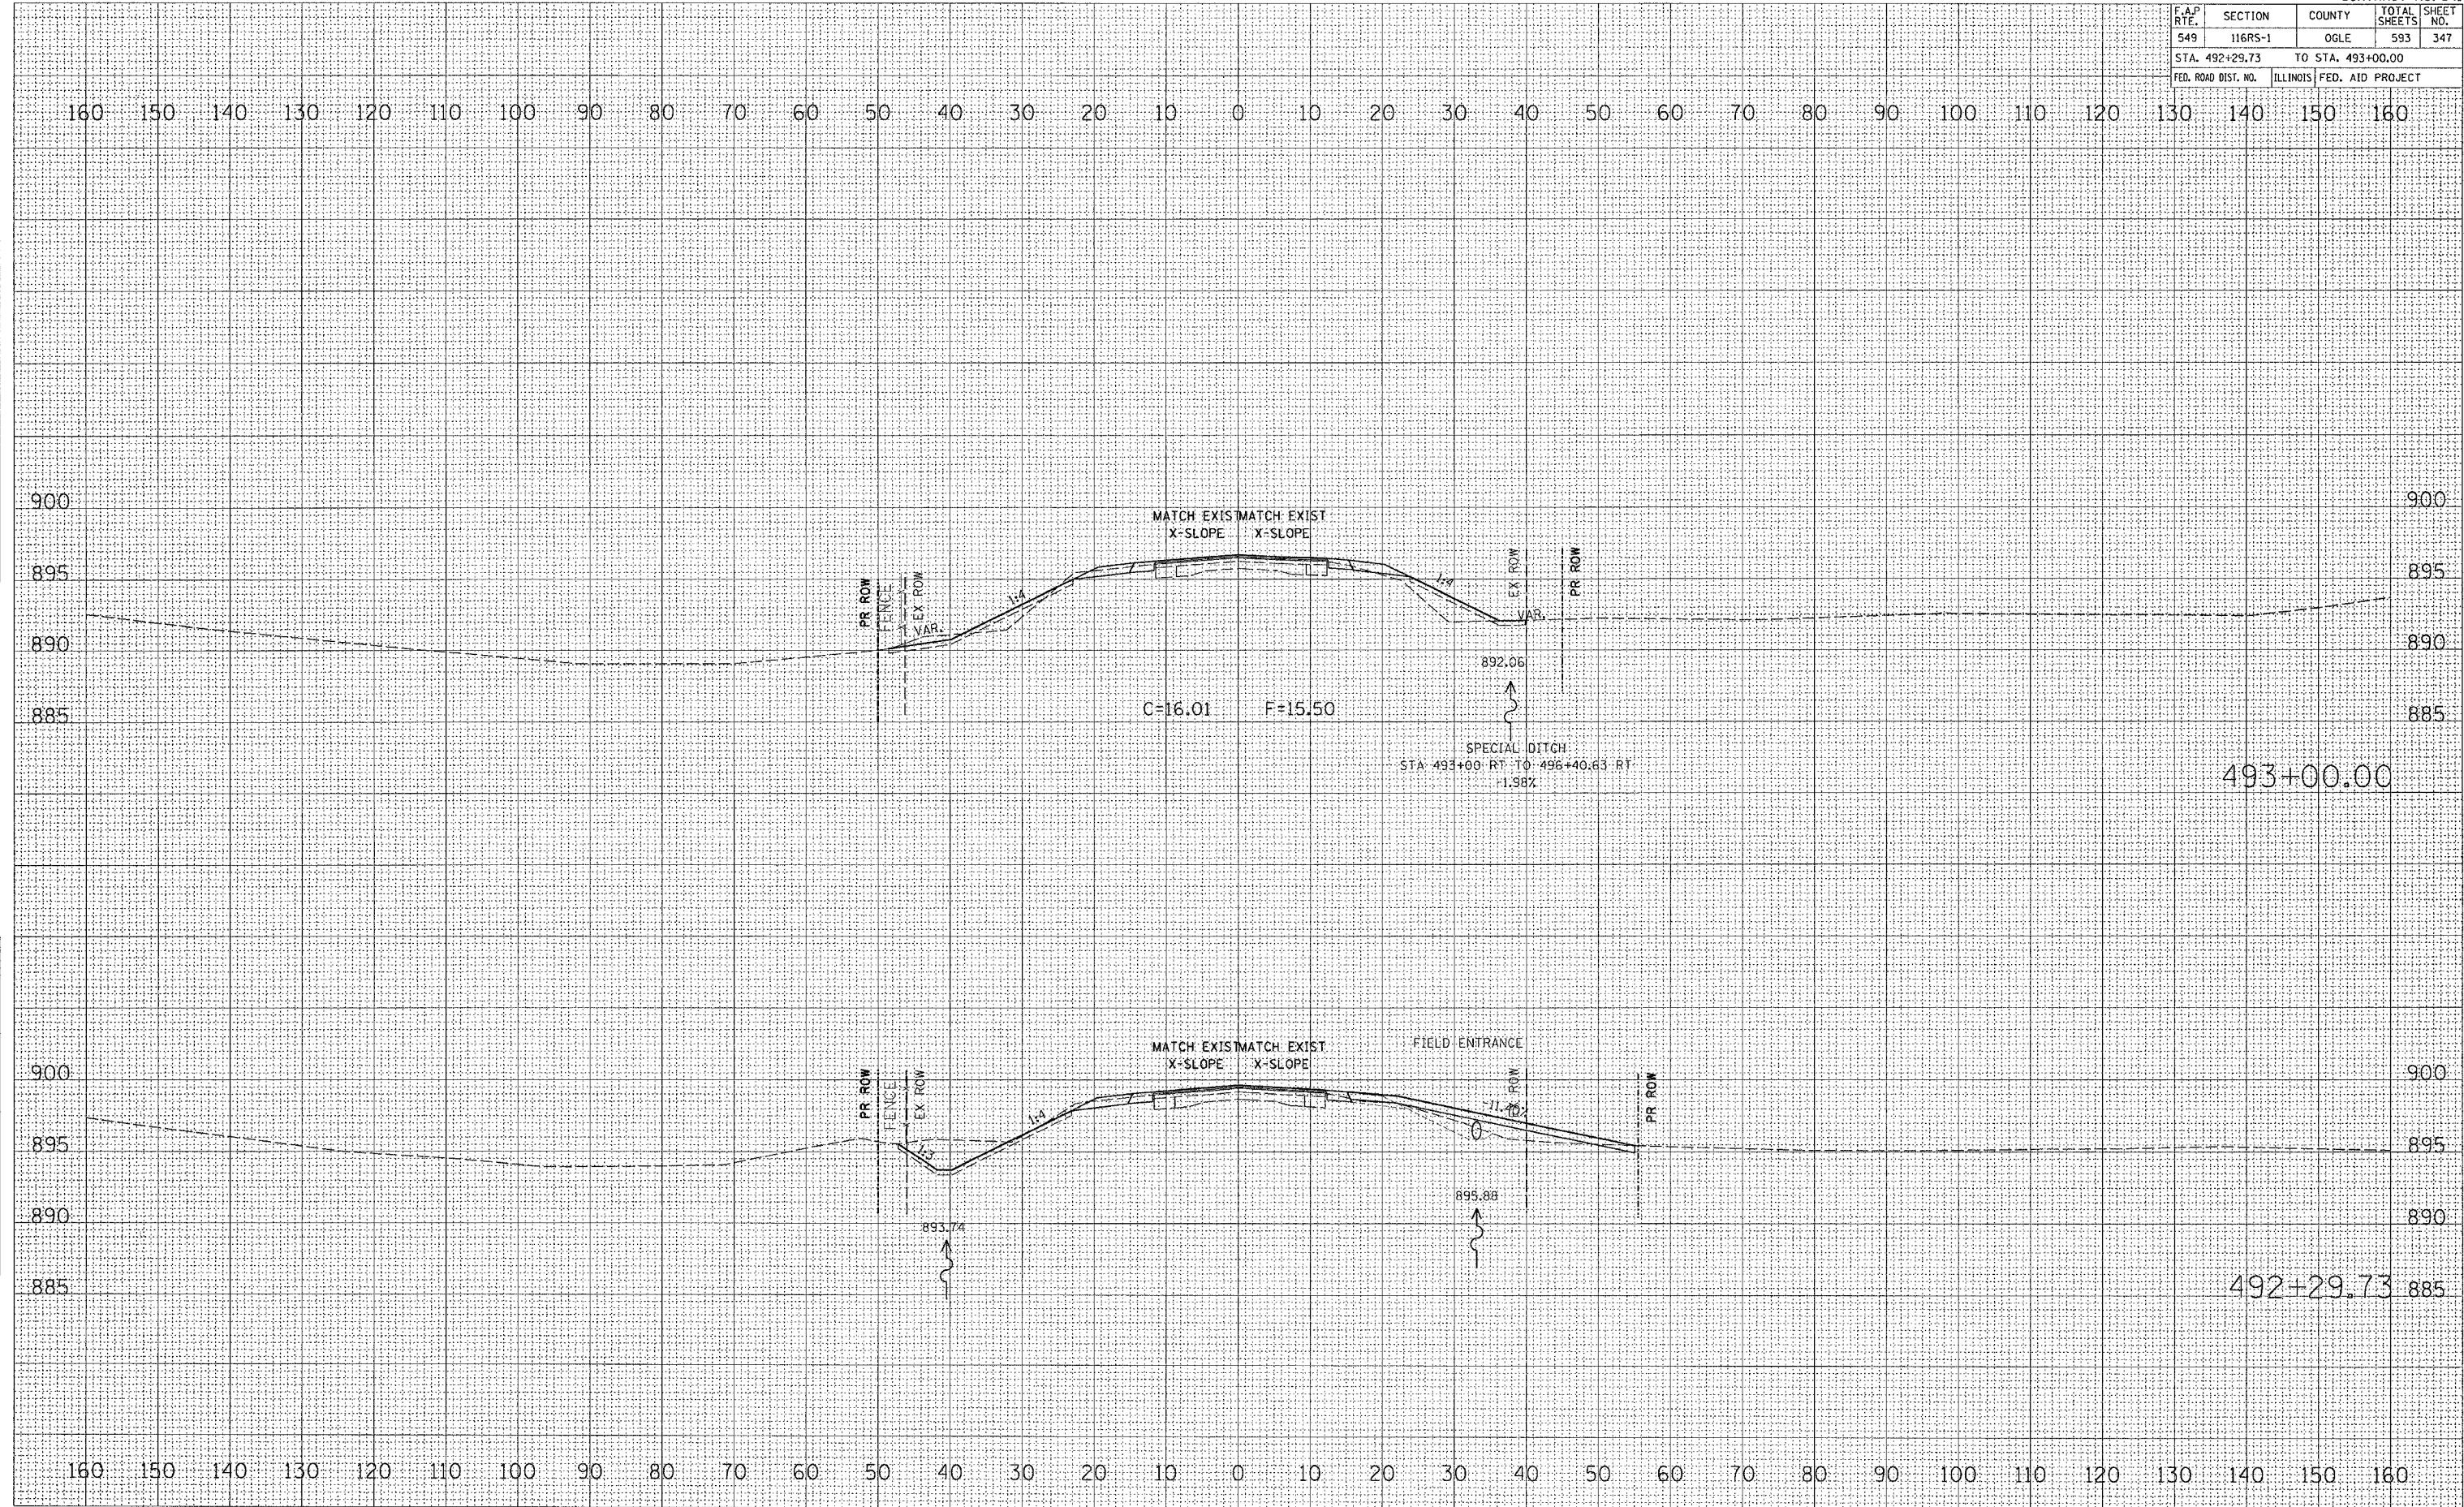 F.A.P RTE. SECTION COUNTY TOTAL SHEETS SHEET NO.
549 116RS-1 OGLE 593 347
STA. 492+29.73 TO STA. 493+00.00
FED. ROAD DIST. NO. ILLINOIS FED. AID PROJECT
160 150 140 130 120 110 100 90 80 70 60 50 40 30 20 10 0 10 20 30 40 50 60 70 80 90 100 110 120 130 140 150 160
900 900
MATCH EXIST MATCH EXIST
X-SLOPE X-SLOPE
PR ROW
FENCE
EX ROW
EX ROW
PR ROW
895 895
1:4 1:4
VAR. VAR.
890 890
892.06
885 885
C=16.01 F=15.50
SPECIAL DITCH
STA 493+00 RT TO 496+40.63 RT
-1.98%
493+00.00
MATCH EXIST MATCH EXIST
X-SLOPE X-SLOPE
FIELD ENTRANCE
900 900
PR ROW
FENCE
EX ROW
EX ROW
PR ROW
1:4
1:3
895 895
895.88
890 890
893.74
885 885
492+29.73
160 150 140 130 120 110 100 90 80 70 60 50 40 30 20 10 0 10 20 30 40 50 60 70 80 90 100 110 120 130 140 150 160